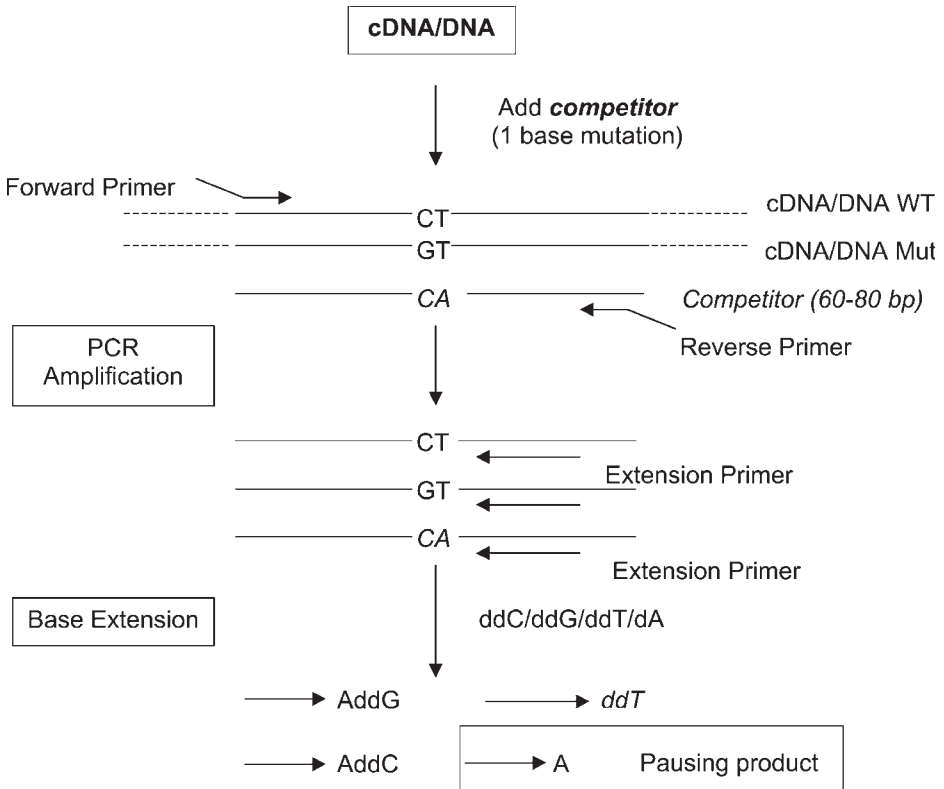 cDNA/DNA
Add competitor
(1 base mutation)
Forward Primer
CT
cDNA/DNA WT
GT
cDNA/DNA Mut
CA
Competitor (60-80 bp)
Reverse Primer
PCR
Amplification
CT
Extension Primer
GT
CA
Extension Primer
Base Extension
ddC/ddG/ddT/dA
AddG
ddT
AddC
A
Pausing product